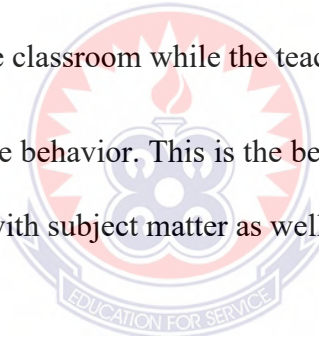 e classroom while the teac
e behavior. This is the be
with subject matter as well
EDUCATION FOR SERVICE